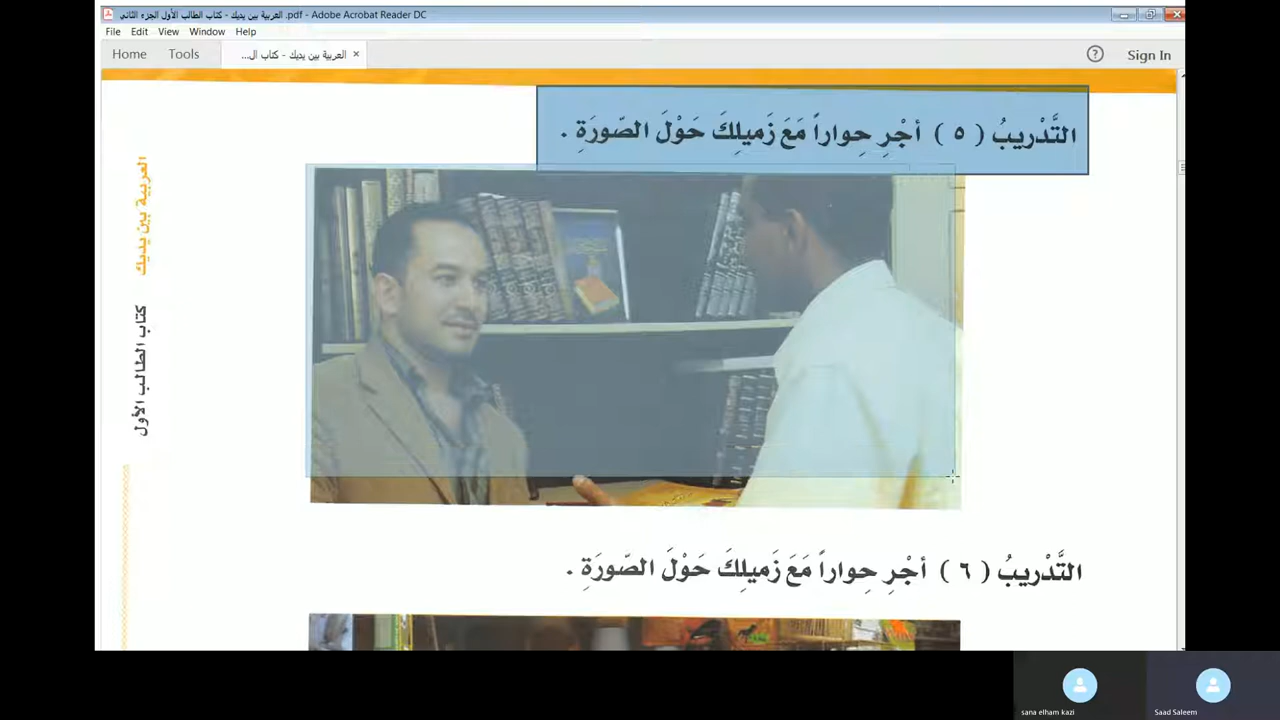 العربية بين يديك - كتاب الطالب الأول الجزء الثاني .pdf - Adobe Acrobat Reader DC
File Edit View Window Help
Home Tools العربية بين يديك - كتاب ال... × ? Sign In
التَّدْرِيبُ ( ٥ ) أجْرِ حِواراً مَعَ زَميلِكَ حَوْلَ الصّورَةِ .
العربية بين يديك
كتاب الطالب الأول
التَّدْرِيبُ ( ٦ ) أجْرِ حِواراً مَعَ زَميلِكَ حَوْلَ الصّورَةِ .
sana elham kazi
Saad Saleem